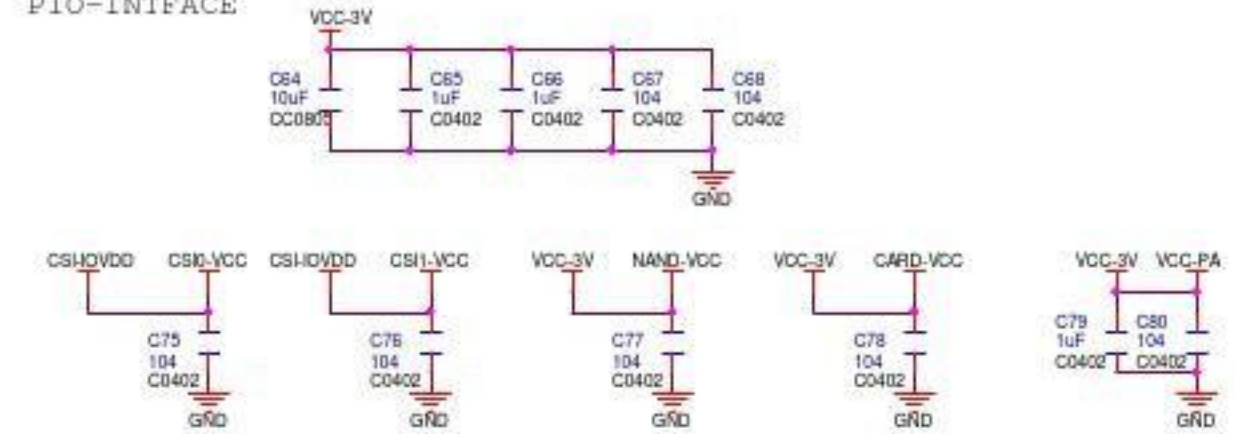 PIO-INTFACE
VCC-3V
C64
10uF
DC0805
C65
1uF
C0402
C66
1uF
C0402
C67
104
C0402
C68
104
C0402
GND
CSI-IOVDD CSI0-VCC
C75
104
C0402
GND
CSI-IOVDD CSI1-VCC
C76
104
C0402
GND
VCC-3V NAND-VCC
C77
104
C0402
GND
VCC-3V CARD-VCC
C78
104
C0402
GND
VCC-3V VCC-PA
C79
1uF
C0402
C80
104
C0402
GND